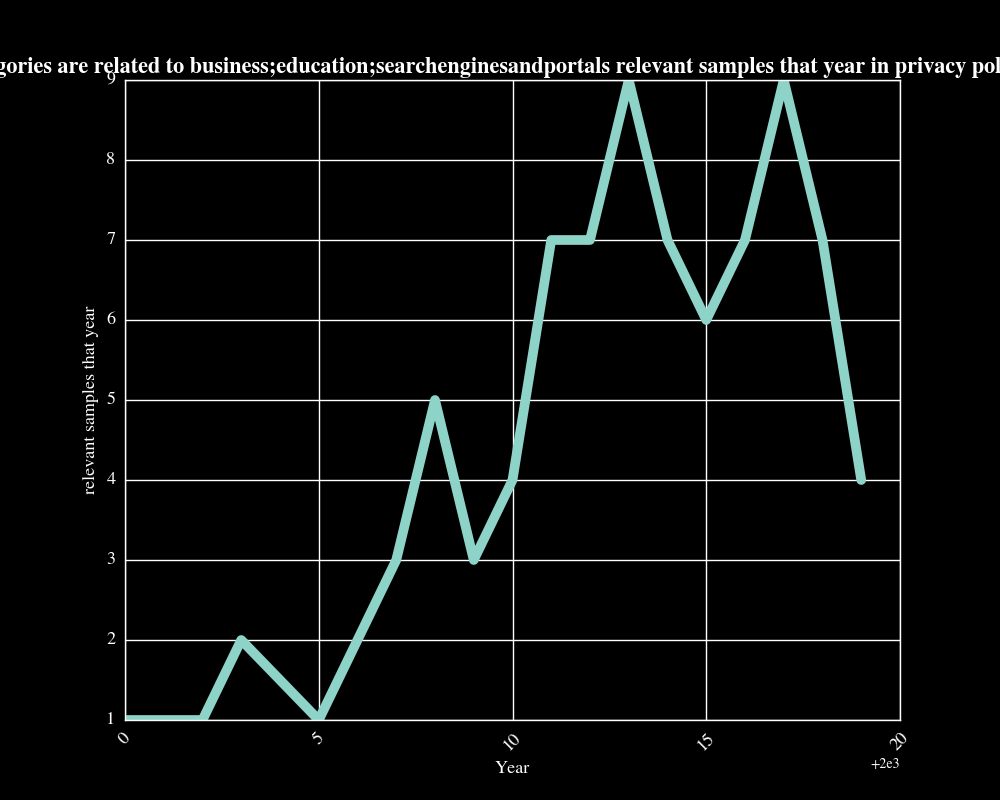 gories are related to business;education;searchenginesandportals relevant samples that year in privacy pol
9
8
7
6
5
4
3
2
1
relevant samples that year
0 5 10 15 20
Year
+2e3